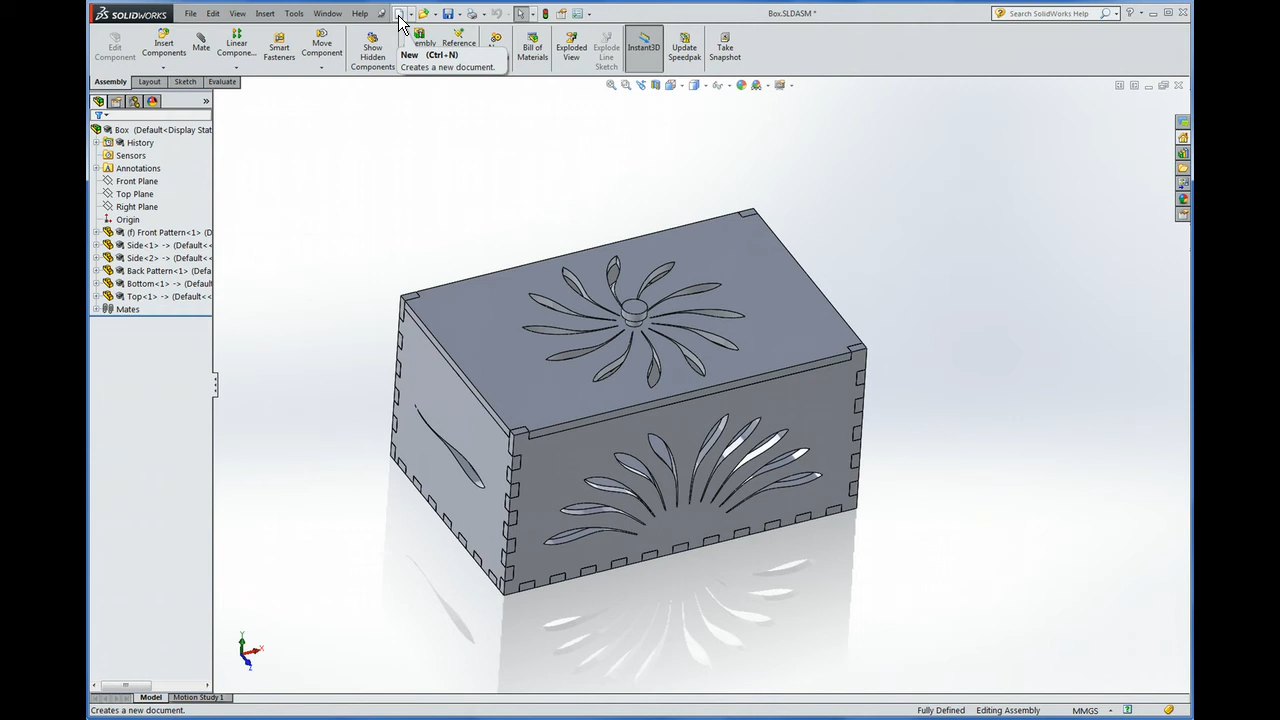 SOLIDWORKS File Edit View Insert Tools Window Help Box.SLDASM * Search SolidWorks Help
Edit Component
Insert Components
Mate
Linear Compone...
Smart Fasteners
Move Component
Show Hidden Components
Reference
Bill of Materials
Exploded View
Explode Line Sketch
Instant3D
Update Speedpak
Take Snapshot
New (Ctrl+N)
Creates a new document.
Assembly Layout Sketch Evaluate
Box (Default<Display Stat
History
Sensors
Annotations
Front Plane
Top Plane
Right Plane
Origin
(f) Front Pattern<1> (D
Side<1> -> (Default<<
Side<2> -> (Default<<
Back Pattern<1> (Defa
Bottom<1> -> (Default
Top<1> -> (Default<<
Mates
Y
X
Z
Model Motion Study 1
Creates a new document. Fully Defined Editing Assembly MMGS